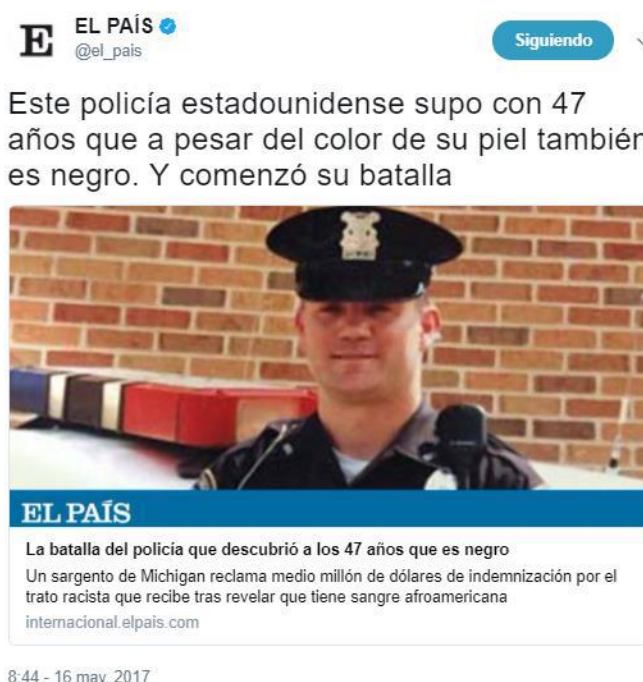 E
EL PAÍS
@el_pais
Siguiendo
Este policía estadounidense supo con 47
años que a pesar del color de su piel también
es negro. Y comenzó su batalla
EL PAÍS
La batalla del policía que descubrió a los 47 años que es negro
Un sargento de Michigan reclama medio millón de dólares de indemnización por el
trato racista que recibe tras revelar que tiene sangre afroamericana
internacional.elpais.com
8:44 - 16 may. 2017